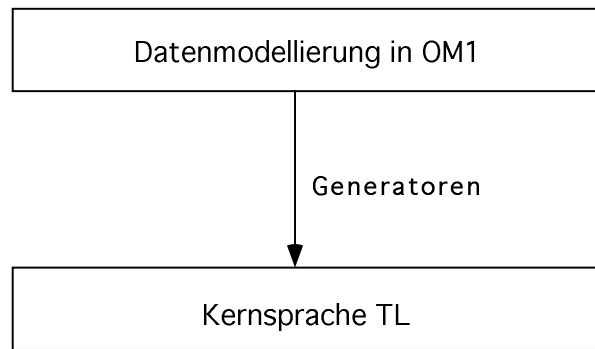 Datenmodellierung in OM1
Generatoren
Kernsprache TL